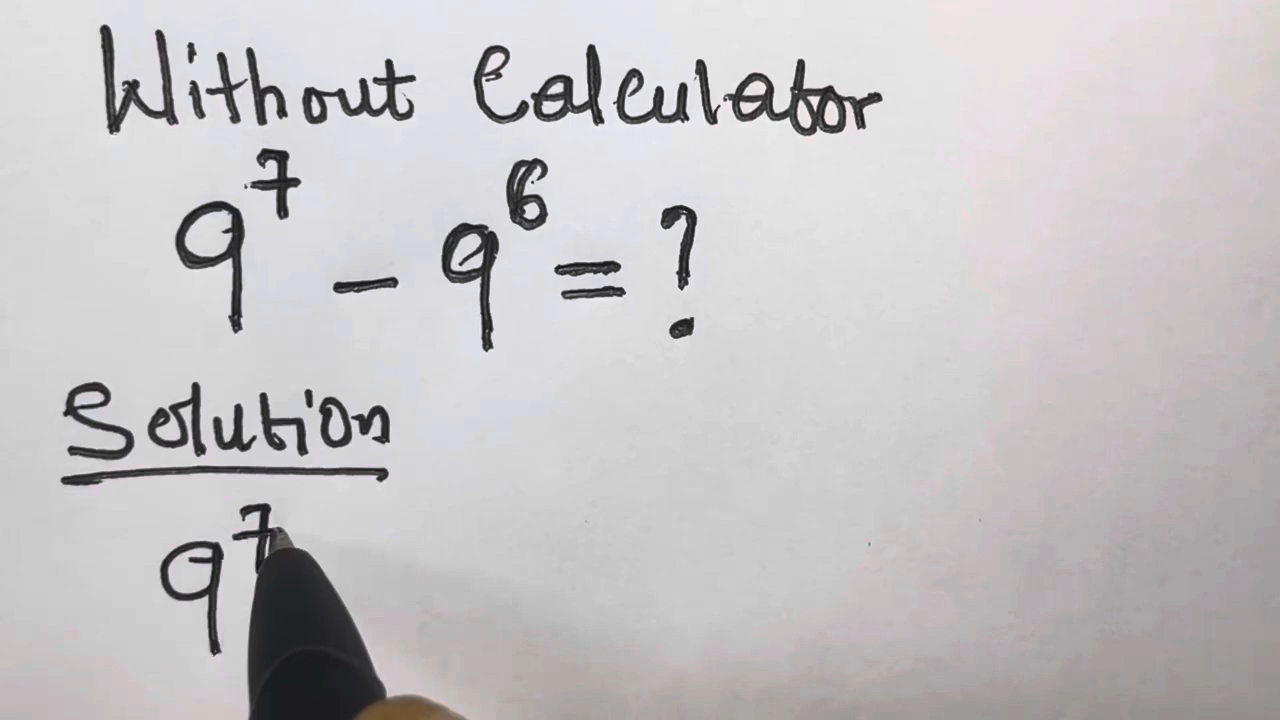 Without Calculator
9⁷ - 9⁶ = ?
Solution
9⁷